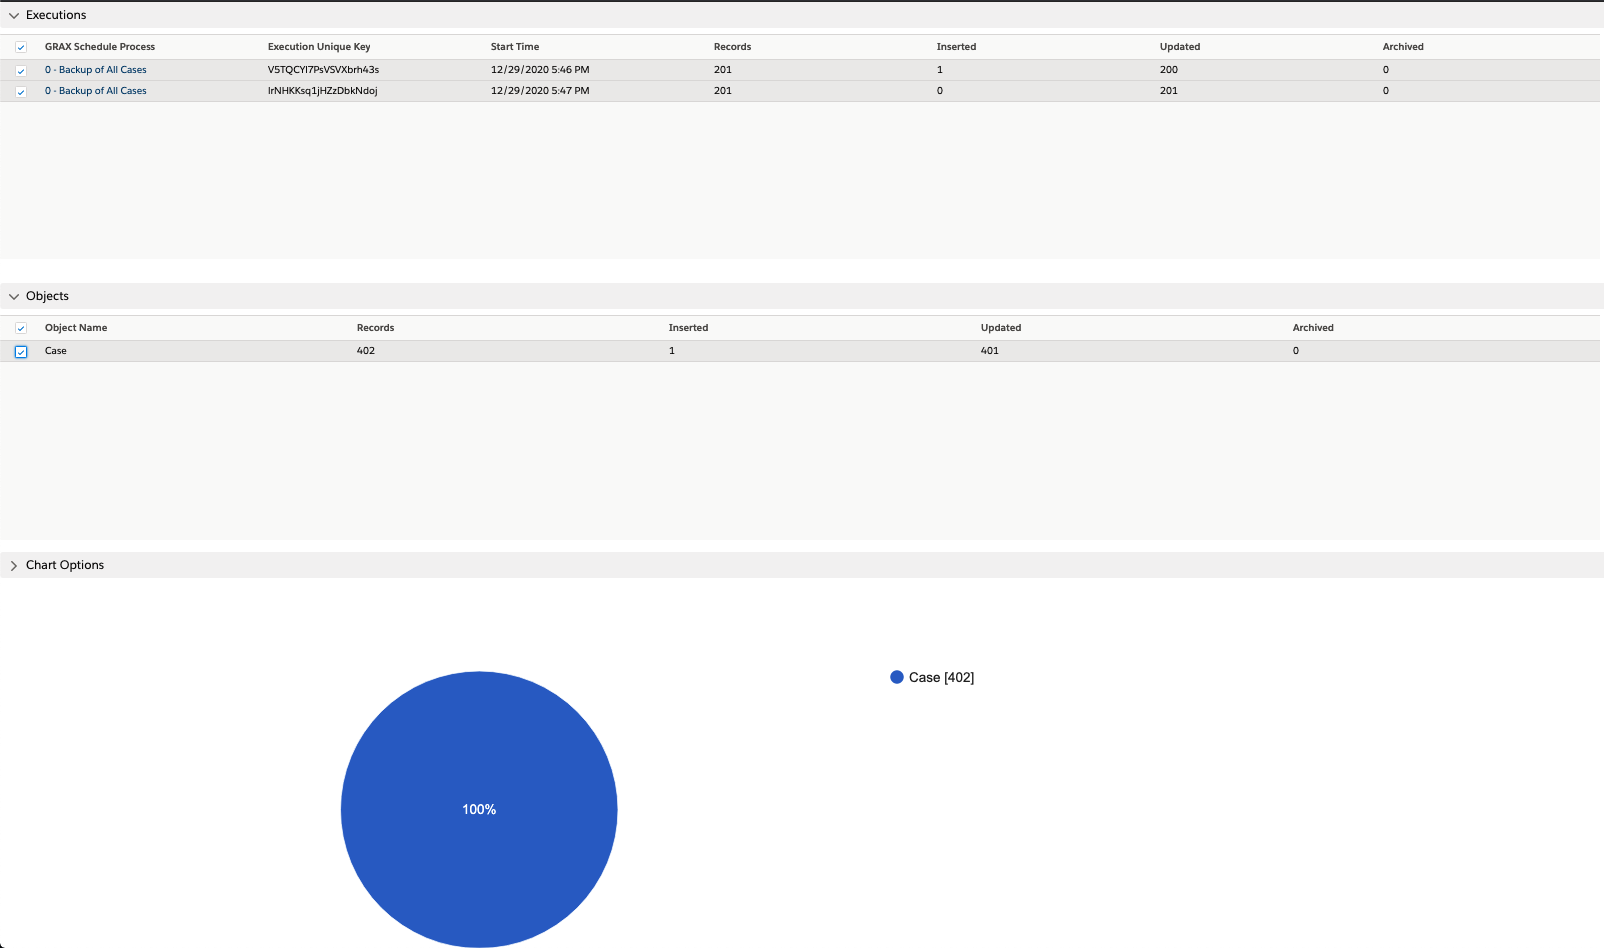 Executions
GRAX Schedule Process Execution Unique Key Start Time Records Inserted Updated Archived
0 - Backup of All Cases V5TQCYl7PsVSVXbrh43s 12/29/2020 5:46 PM 201 1 200 0
0 - Backup of All Cases lrNHKKsq1jHZzDbkNdoj 12/29/2020 5:47 PM 201 0 201 0
Objects
Object Name Records Inserted Updated Archived
Case 402 1 401 0
Chart Options
Case [402]
100%